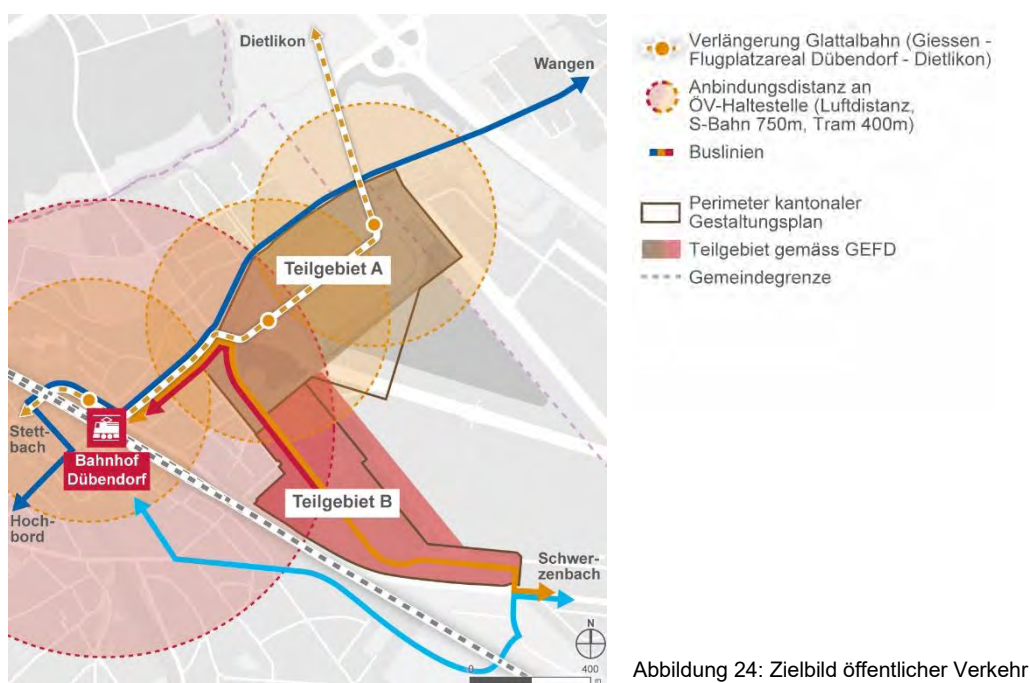 Dietlikon
Wangen
Teilgebiet A
Stett-
bach
Bahnhof
Dübendorf
Hoch-
bord
Teilgebiet B
Schwer-
zenbach
N
0
400
m
Verlängerung Glattalbahn (Giessen -
Flugplatzareal Dübendorf - Dietlikon)
Anbindungsdistanz an
ÖV-Haltestelle (Luftdistanz,
S-Bahn 750m, Tram 400m)
Buslinien
Perimeter kantonaler
Gestaltungsplan
Teilgebiet gemäss GEFD
Gemeindegrenze
Abbildung 24: Zielbild öffentlicher Verkehr